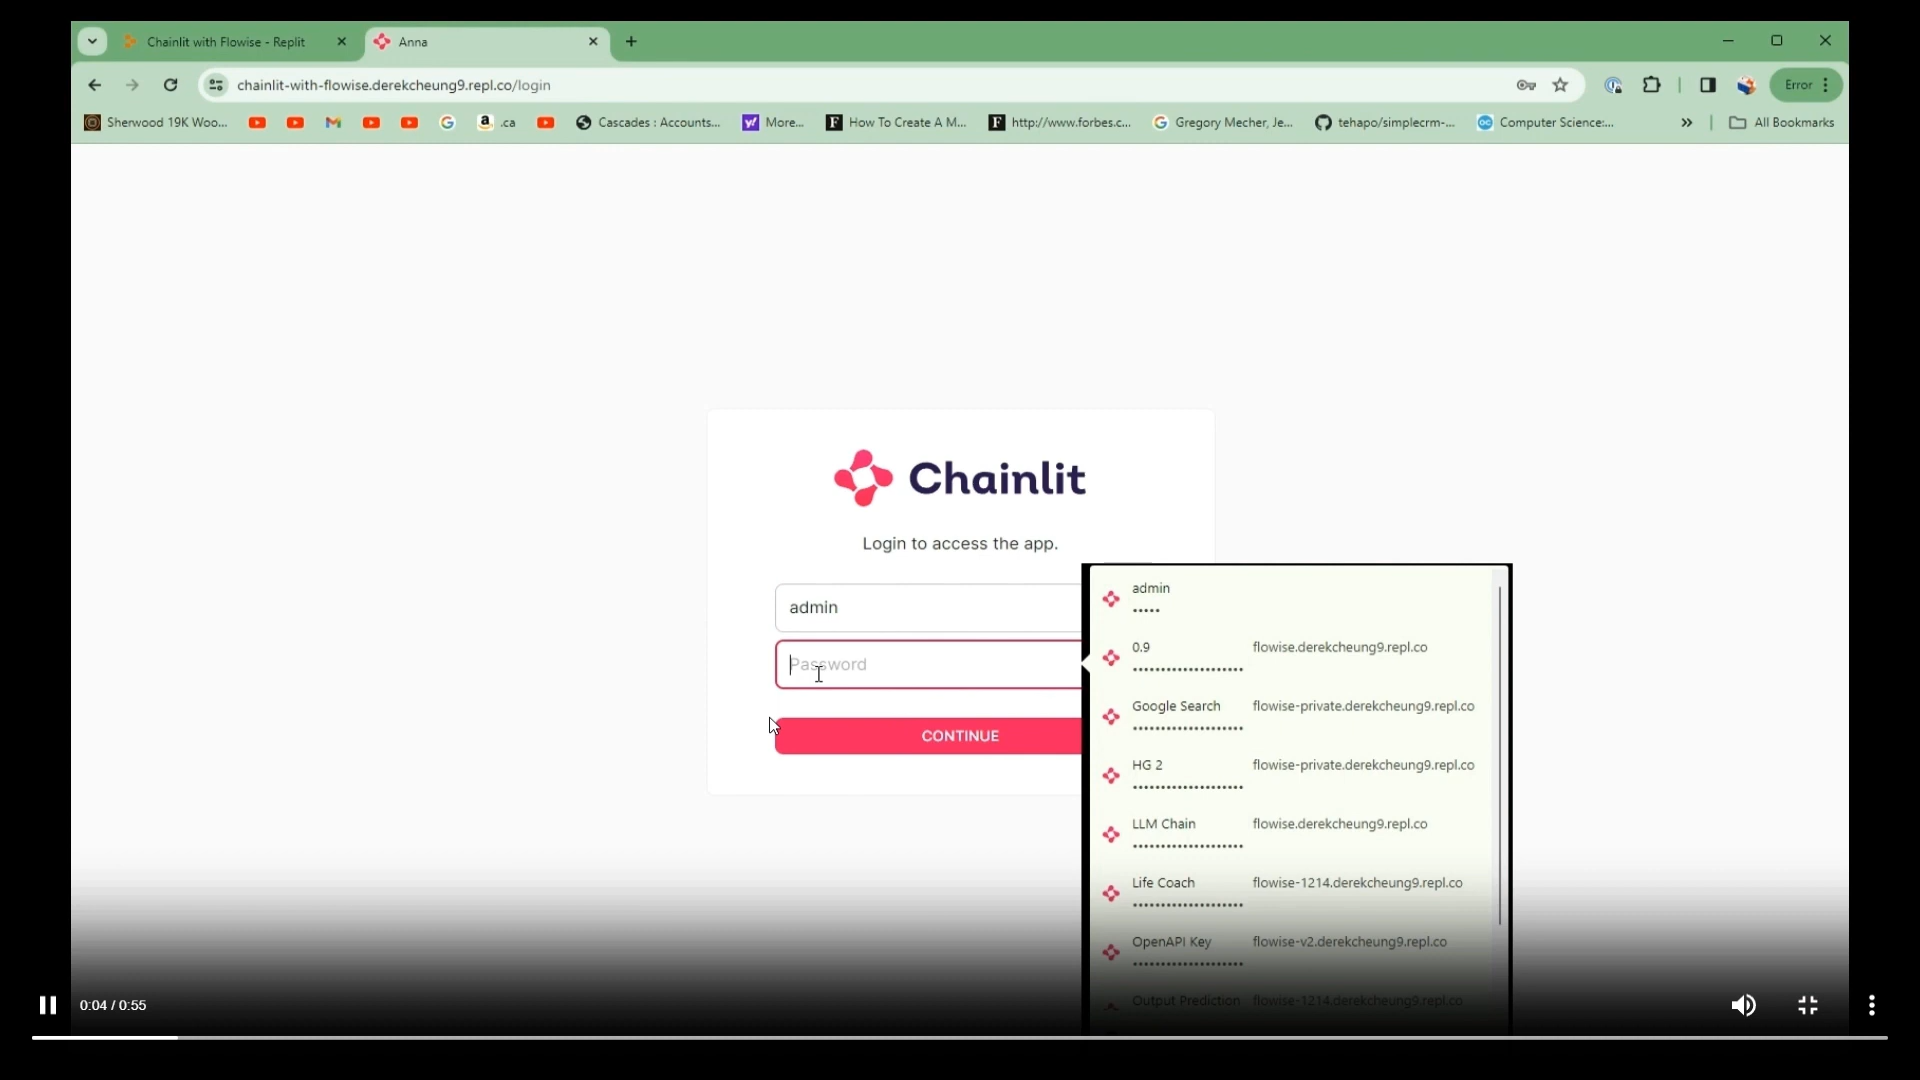 Chainlit with Flowise - Replit
Anna
chainlit-with-flowise.derekcheung9.repl.co/login
Error
Sherwood 19K Woo...
.ca
Cascades : Accounts...
More...
How To Create A M...
http://www.forbes.c...
Gregory Mecher, Je...
tehapo/simplecrm-...
Computer Science:...
All Bookmarks
Chainlit
Login to access the app.
admin
Password
CONTINUE
admin
•••••
0.9 flowise.derekcheung9.repl.co
••••••••••••••••••••
Google Search flowise-private.derekcheung9.repl.co
••••••••••••••••••••
HG 2 flowise-private.derekcheung9.repl.co
••••••••••••••••••••
LLM Chain flowise.derekcheung9.repl.co
••••••••••••••••••••
Life Coach flowise-1214.derekcheung9.repl.co
••••••••••••••••••••
OpenAPI Key flowise-v2.derekcheung9.repl.co
••••••••••••••••••••
Output Prediction flowise-1214.derekcheung9.repl.co
0:04 / 0:55